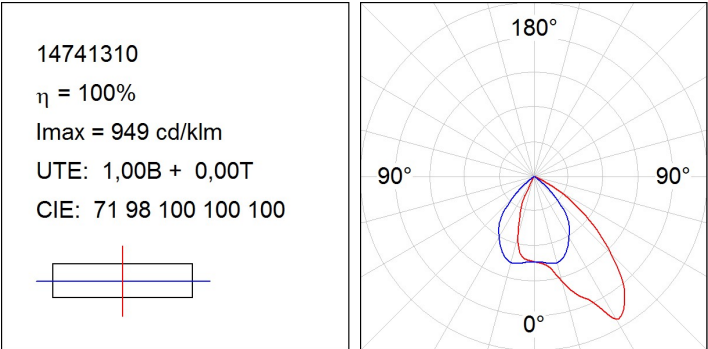 14741310
η = 100%
Imax = 949 cd/klm
UTE: 1,00B + 0,00T
CIE: 71 98 100 100 100
180°
90° 90°
0°